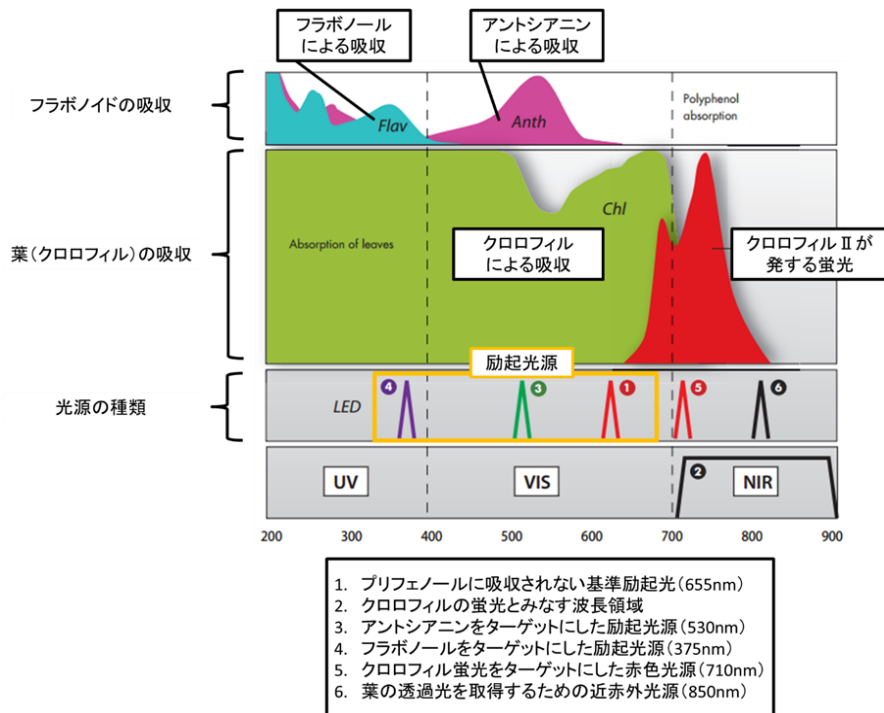 フラボノール
による吸収
アントシアニン
による吸収
フラボノイドの吸収
Flav
Anth
Polyphenol
absorption
葉(クロロフィル)の吸収
Absorption of leaves
Chl
クロロフィル
による吸収
クロロフィルⅡが
発する蛍光
励起光源
光源の種類
LED
4
3
1
5
6
UV
VIS
2
NIR
200 300 400 500 600 700 800 900
1. プリフェノールに吸収されない基準励起光(655nm)
2. クロロフィルの蛍光とみなす波長領域
3. アントシアニンをターゲットにした励起光源(530nm)
4. フラボノールをターゲットにした励起光源(375nm)
5. クロロフィル蛍光をターゲットにした赤色光源(710nm)
6. 葉の透過光を取得するための近赤外光源(850nm)